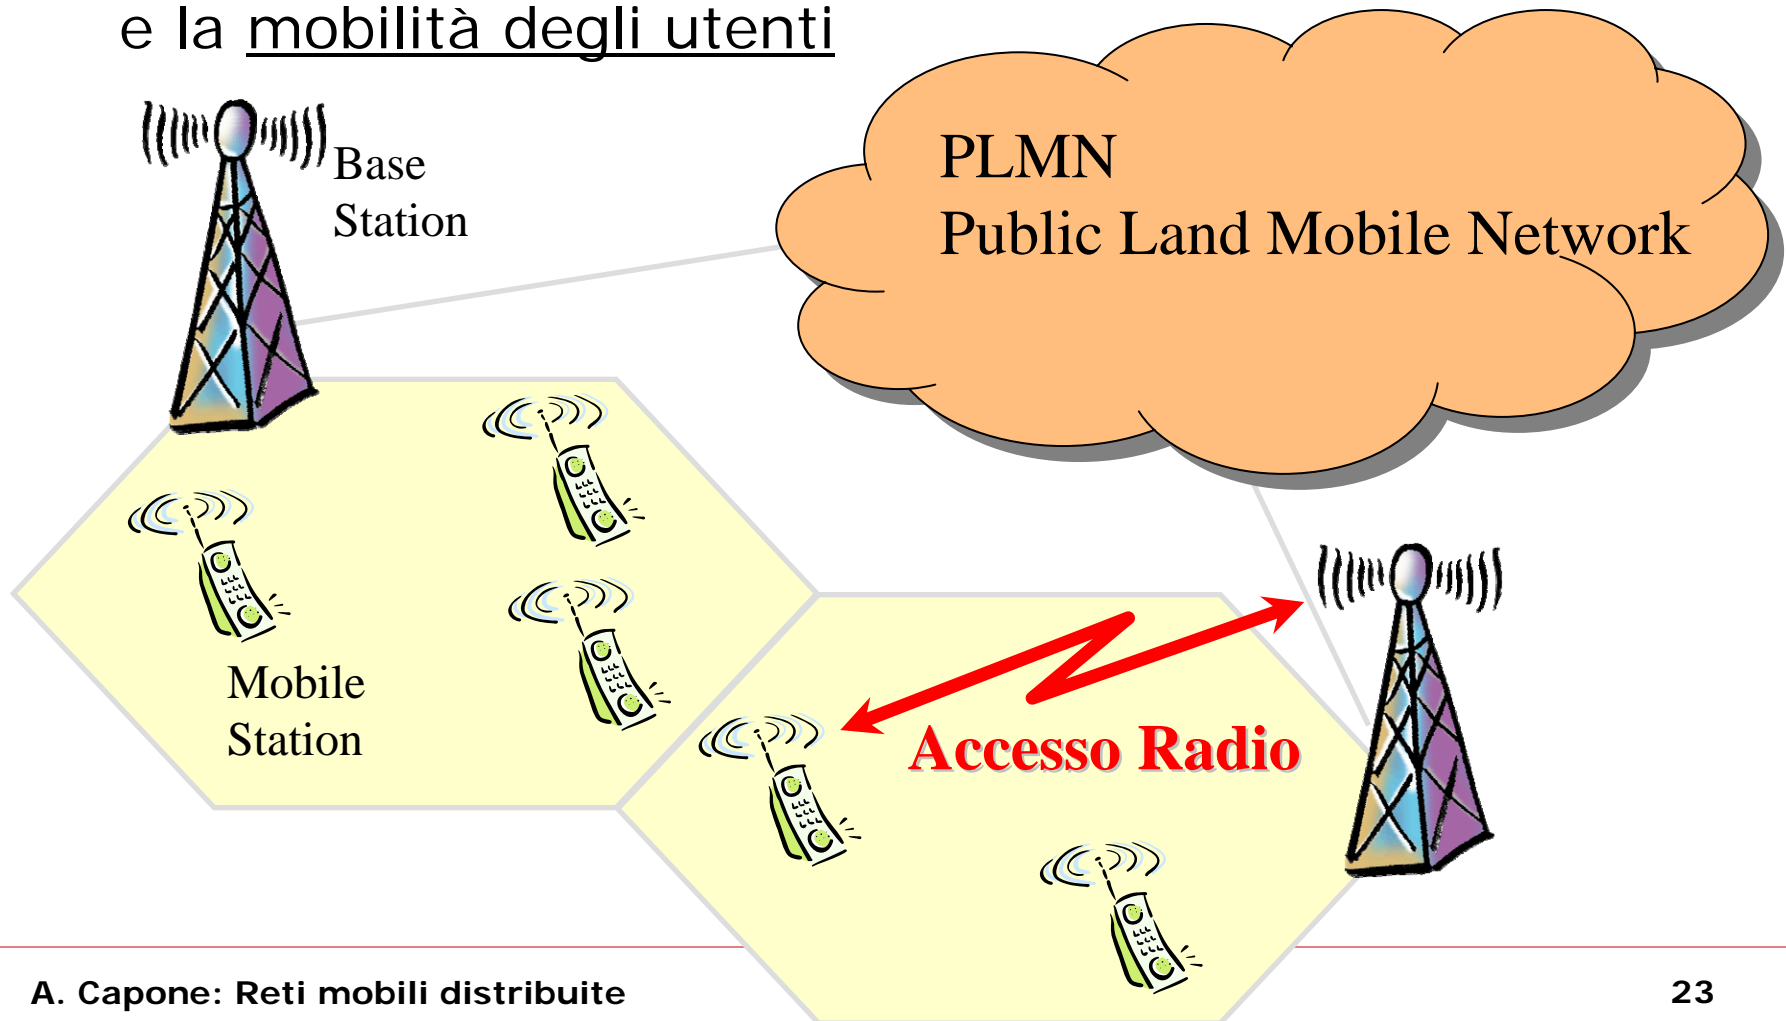 e la mobilità degli utenti
Base
Station
PLMN
Public Land Mobile Network
Mobile
Station
Accesso Radio
A. Capone: Reti mobili distribuite
23